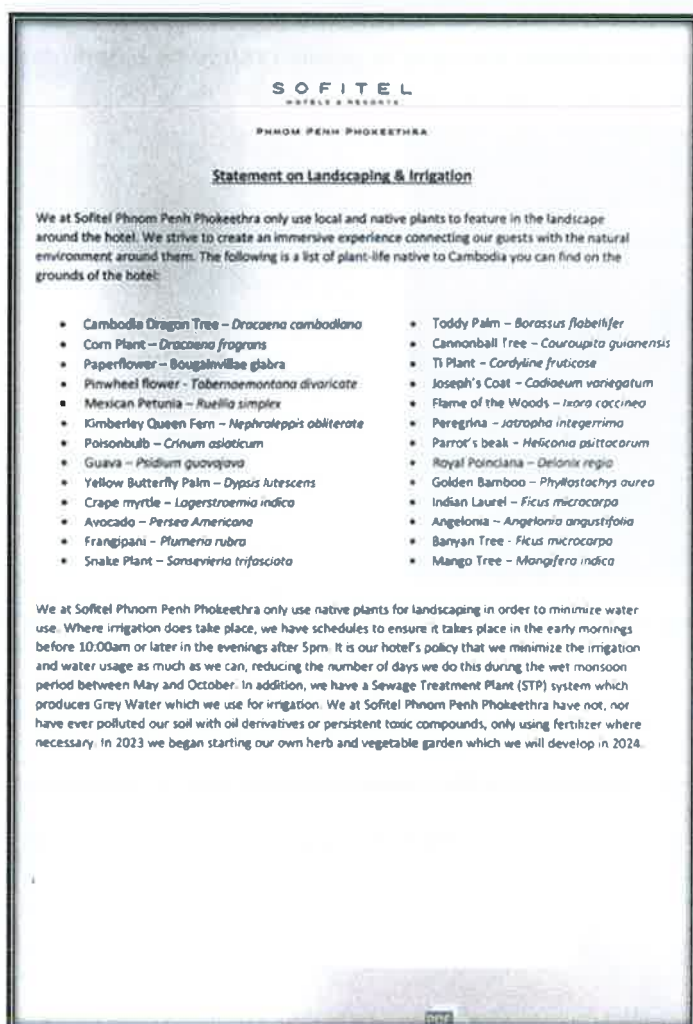 SOFITEL
HOTELS & RESORTS
PHNOM PENH PHOKEETHRA
Statement on Landscaping & Irrigation
We at Sofitel Phnom Penh Phokeethra only use local and native plants to feature in the landscape
around the hotel. We strive to create an immersive experience connecting our guests with the natural
environment around them. The following is a list of plant-life native to Cambodia you can find on the
grounds of the hotel:
• Cambodia Dragon Tree – Dracaena cambodiana
• Corn Plant – Dracaena fragrans
• Paperflower – Bougainvillae glabra
• Pinwheel flower - Tabernaemontana divaricate
• Mexican Petunia – Ruellia simplex
• Kimberley Queen Fern – Nephroleppis obliterate
• Poisonbulb – Crinum asiaticum
• Guava – Psidium guavajava
• Yellow Butterfly Palm – Dypsis lutescens
• Crape myrtle – Lagerstroemia indica
• Avocado – Persea Americana
• Frangipani – Plumeria rubra
• Snake Plant – Sansevieria trifasciata
• Toddy Palm – Borassus flabellifer
• Cannonball Tree – Couroupita guianensis
• Ti Plant – Cordyline fruticose
• Joseph's Coat – Codiaeum variegatum
• Flame of the Woods – Ixora coccinea
• Peregrina – Jatropha integerrima
• Parrot's beak – Heliconia psittacorum
• Royal Poinciana – Delonix regia
• Golden Bamboo – Phyllostachys aurea
• Indian Laurel – Ficus microcarpa
• Angelonia – Angelonia angustifolia
• Banyan Tree - Ficus microcarpa
• Mango Tree – Mangifera indica
We at Sofitel Phnom Penh Phokeethra only use native plants for landscaping in order to minimize water
use. Where irrigation does take place, we have schedules to ensure it takes place in the early mornings
before 10:00am or later in the evenings after 5pm. It is our hotel's policy that we minimize the irrigation
and water usage as much as we can, reducing the number of days we do this during the wet monsoon
period between May and October. In addition, we have a Sewage Treatment Plant (STP) system which
produces Grey Water which we use for irrigation. We at Sofitel Phnom Penh Phokeethra have not, nor
have ever polluted our soil with oil derivatives or persistent toxic compounds, only using fertilizer where
necessary. In 2023 we began starting our own herb and vegetable garden which we will develop in 2024.